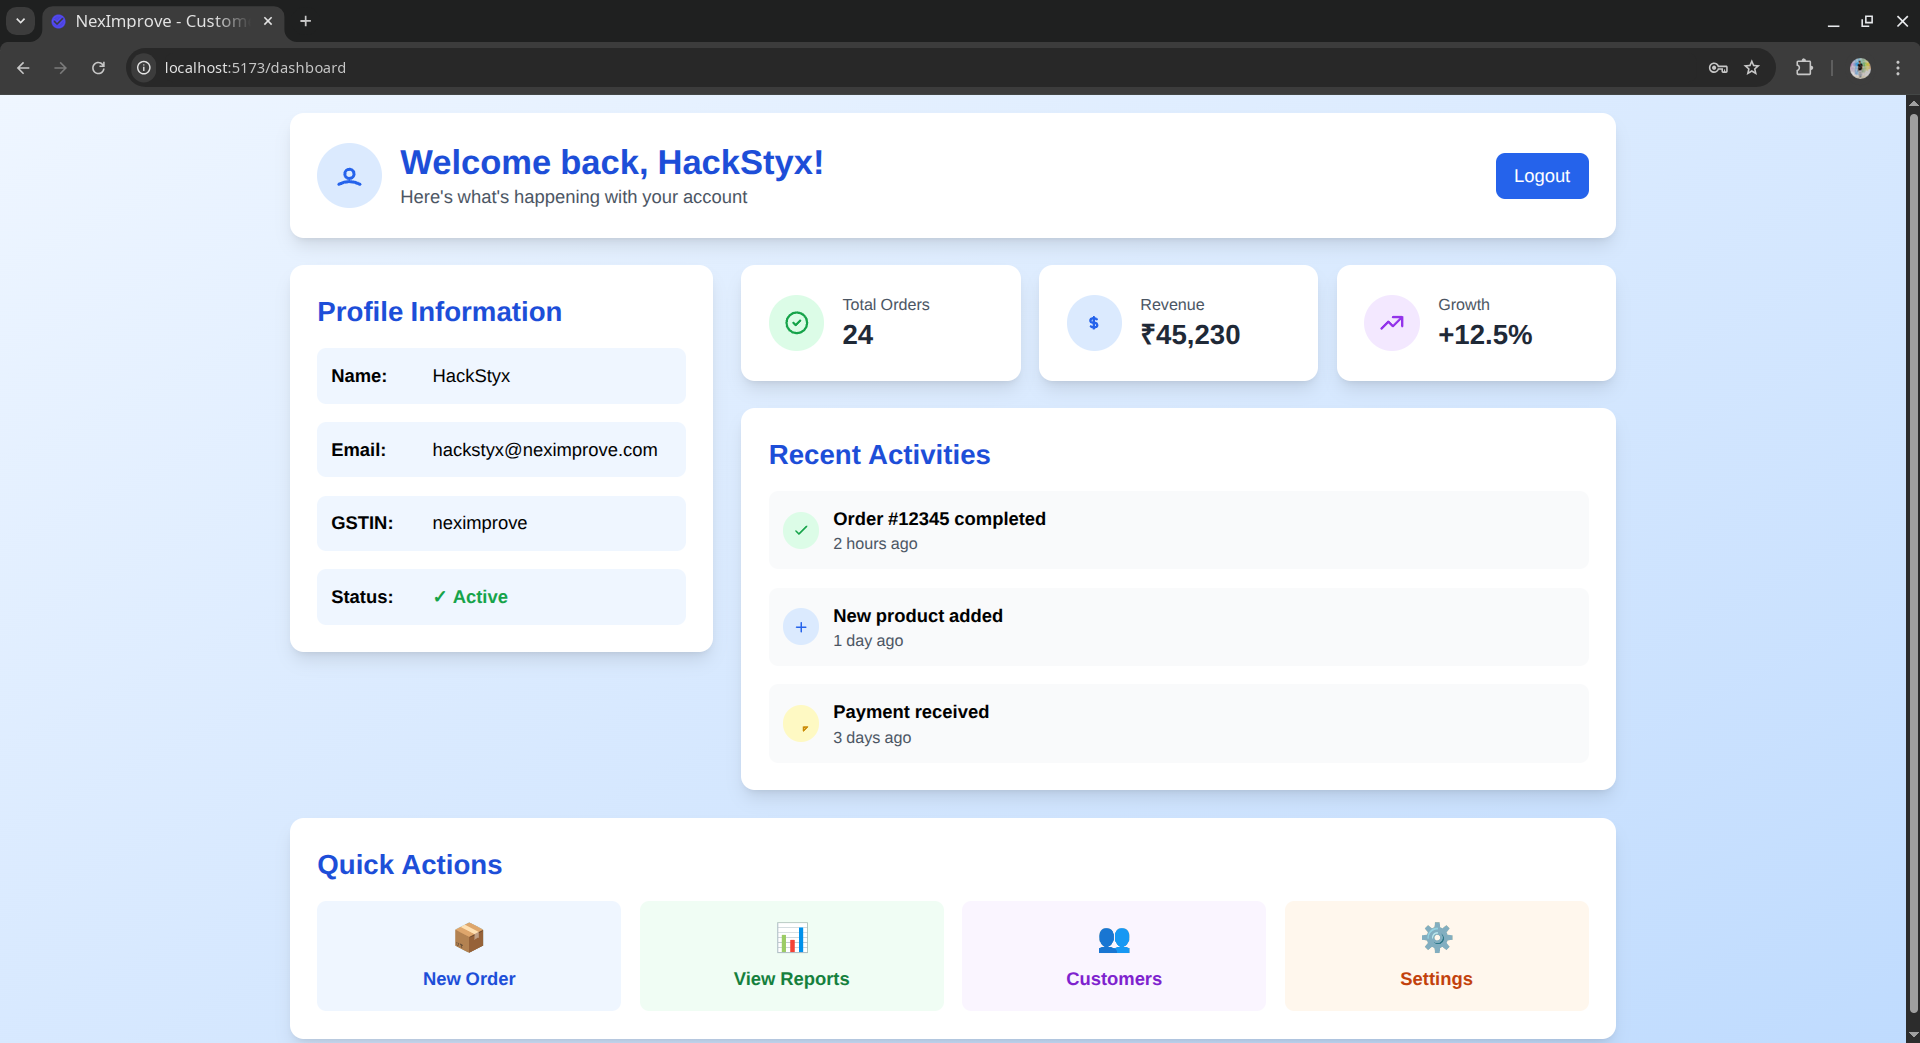 NexImprove - Custom
localhost:5173/dashboard
Welcome back, HackStyx!
Here's what's happening with your account
Logout
Profile Information
Name: HackStyx
Email: hackstyx@neximprove.com
GSTIN: neximprove
Status: ✓ Active
Total Orders
24
Revenue
₹45,230
Growth
+12.5%
Recent Activities
Order #12345 completed
2 hours ago
New product added
1 day ago
Payment received
3 days ago
Quick Actions
New Order
View Reports
Customers
Settings